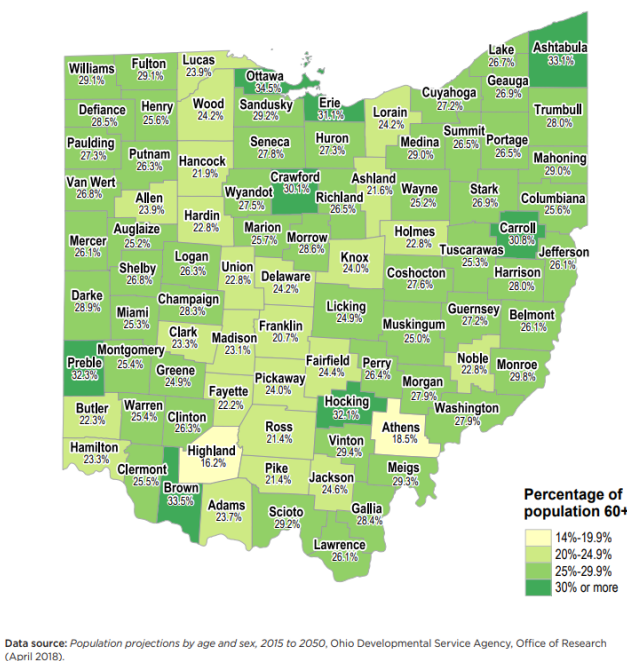 Lake
26.7%
Ashtabula
33.1%
Williams
29.1%
Fulton
29.1%
Lucas
23.9%
Ottawa
34.5%
Geauga
26.9%
Cuyahoga
27.2%
Defiance
28.5%
Henry
25.6%
Wood
24.2%
Sandusky
29.2%
Erie
31.1%
Lorain
24.2%
Trumbull
28.0%
Paulding
27.3%
Putnam
26.3%
Hancock
21.9%
Seneca
27.8%
Huron
27.3%
Medina
29.0%
Summit
26.5%
Portage
26.5%
Mahoning
29.0%
Van Wert
26.8%
Allen
23.9%
Wyandot
27.5%
Crawford
30.1%
Richland
26.5%
Ashland
21.6%
Wayne
25.2%
Stark
26.9%
Columbiana
25.6%
Hardin
22.8%
Auglaize
25.2%
Marion
25.7%
Morrow
28.6%
Holmes
22.8%
Carroll
30.8%
Mercer
26.1%
Shelby
26.8%
Logan
26.3%
Union
22.8%
Delaware
24.2%
Knox
24.0%
Coshocton
27.6%
Tuscarawas
25.3%
Harrison
28.0%
Jefferson
26.1%
Darke
28.9%
Miami
25.3%
Champaign
28.3%
Licking
24.9%
Muskingum
25.0%
Guernsey
27.2%
Belmont
26.1%
Clark
23.3%
Madison
23.1%
Franklin
20.7%
Preble
32.3%
Montgomery
25.4%
Greene
24.9%
Fayette
22.2%
Pickaway
24.0%
Fairfield
24.4%
Perry
26.4%
Morgan
27.9%
Noble
22.8%
Monroe
29.8%
Butler
22.3%
Warren
25.4%
Clinton
26.3%
Ross
21.4%
Hocking
32.1%
Athens
18.5%
Washington
27.9%
Hamilton
23.3%
Clermont
25.5%
Highland
16.2%
Vinton
29.4%
Meigs
29.3%
Brown
33.5%
Adams
23.7%
Pike
21.4%
Jackson
24.6%
Scioto
29.2%
Gallia
28.4%
Lawrence
26.1%
Percentage of
population 60+
14%-19.9%
20%-24.9%
25%-29.9%
30% or more
Data source: Population projections by age and sex, 2015 to 2050, Ohio Developmental Service Agency, Office of Research
(April 2018).